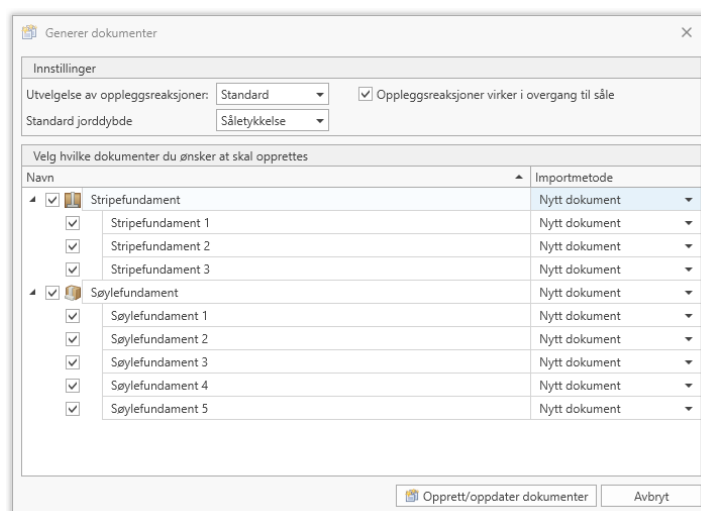 Generer dokumenter
Innstillinger
Utvelgelse av oppleggsreaksjoner: Standard Oppleggsreaksjoner virker i overgang til såle
Standard jorddybde Såletykkelse
Velg hvilke dokumenter du ønsker at skal opprettes
Navn Importmetode
Stripefundament Nytt dokument
Stripefundament 1 Nytt dokument
Stripefundament 2 Nytt dokument
Stripefundament 3 Nytt dokument
Søylefundament Nytt dokument
Søylefundament 1 Nytt dokument
Søylefundament 2 Nytt dokument
Søylefundament 3 Nytt dokument
Søylefundament 4 Nytt dokument
Søylefundament 5 Nytt dokument
Opprett/oppdater dokumenter Avbryt